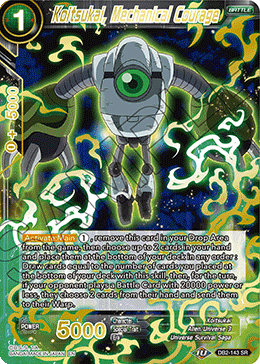 BATTLE
1
Koitsukai, Mechanical Courage
0 + 5000
Activate: Main 1, remove this card in your Drop Area
from the game, then choose up to 2 cards in your hand
and place them at the bottom of your deck in any order:
Draw cards equal to the number of cards you placed at
the bottom of your deck with this skill, then, for the turn,
if your opponent plays a Battle Card with 20000 power or
less, they choose 2 cards from their hand and send them
to their Warp.
POWER
5000
Character
Koitsukai
Special Trait
Alien, Universe 3
Era
Universe Survival Saga
DB2-143 SR